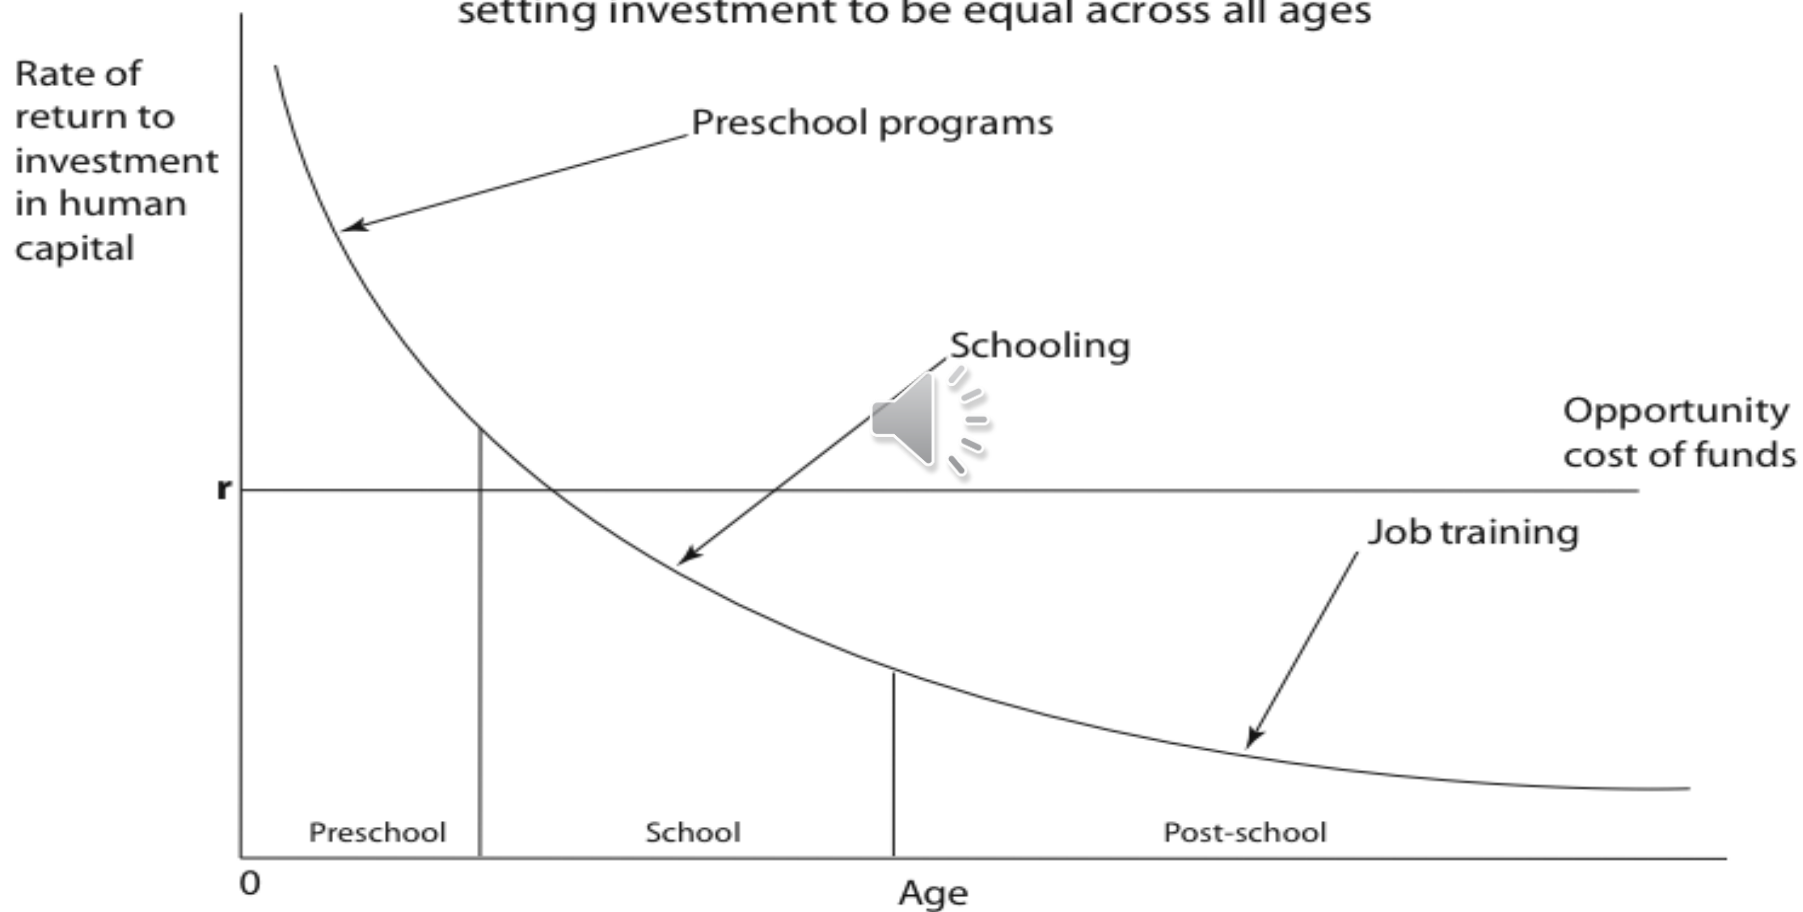 setting investment to be equal across all ages
Rate of
return to
investment
in human
capital
Preschool programs
Schooling
Opportunity
cost of funds
r
Job training
Preschool
School
Post-school
0
Age